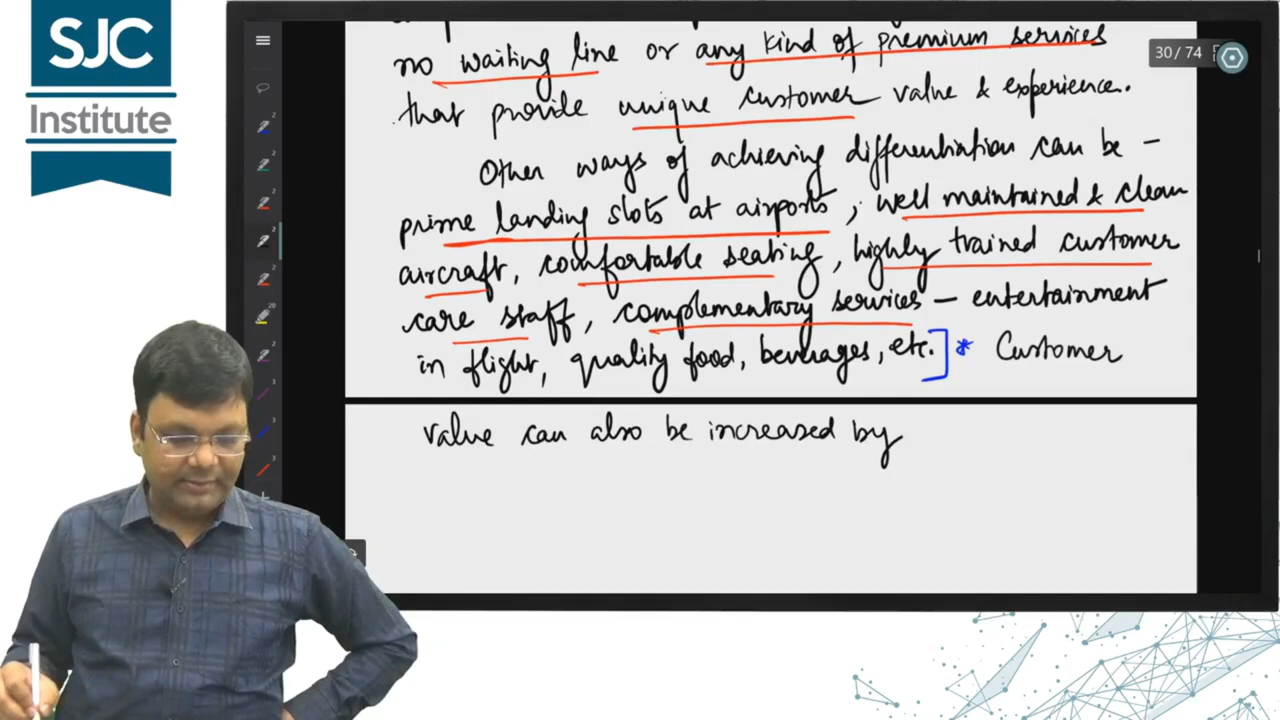 SJC
Institute
30 / 74
no waiting line or any kind of premium services
that provide unique customer value & experience.
Other ways of achieving differentiation can be -
prime landing slots at airports, well maintained & clean
aircraft, comfortable seating, highly trained customer
care staff, complementary services - entertainment
in flight, quality food, beverages, etc. ] * Customer
value can also be increased by